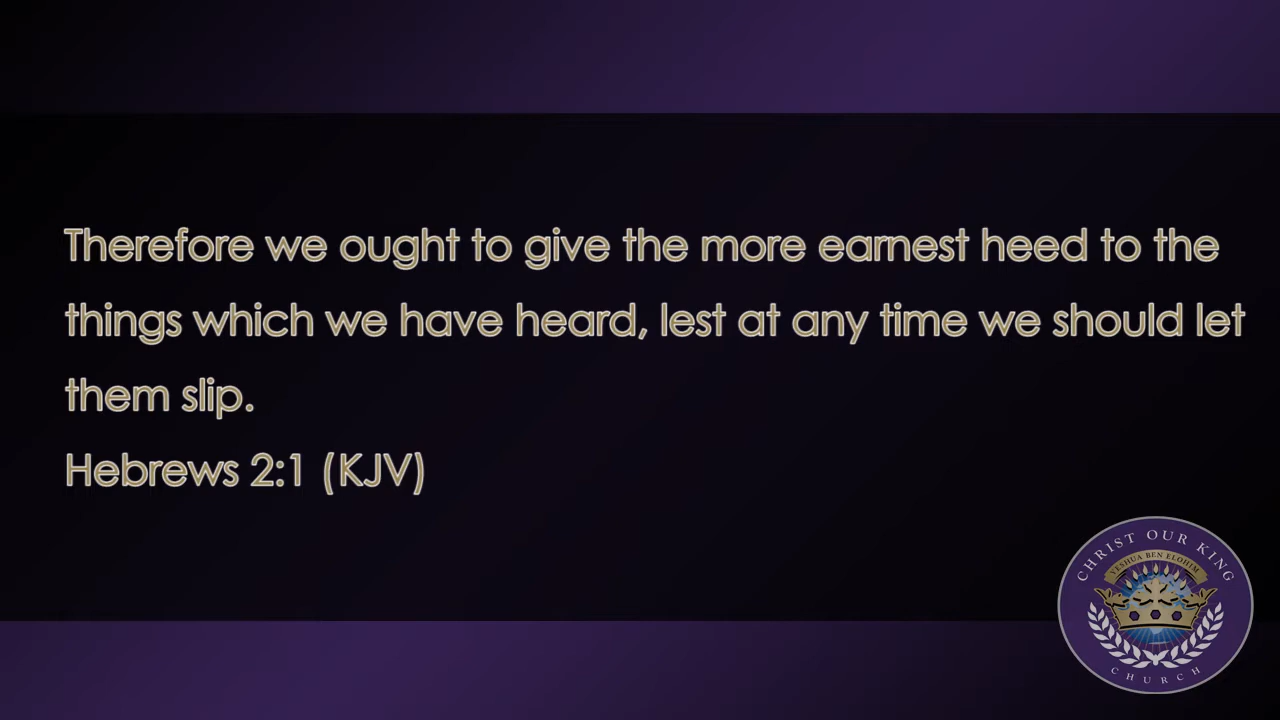 Therefore we ought to give the more earnest heed to the
things which we have heard, lest at any time we should let
them slip.
Hebrews 2:1 (KJV)
CHRIST OUR KING
YESHUA BEN ELOHIM
CHURCH